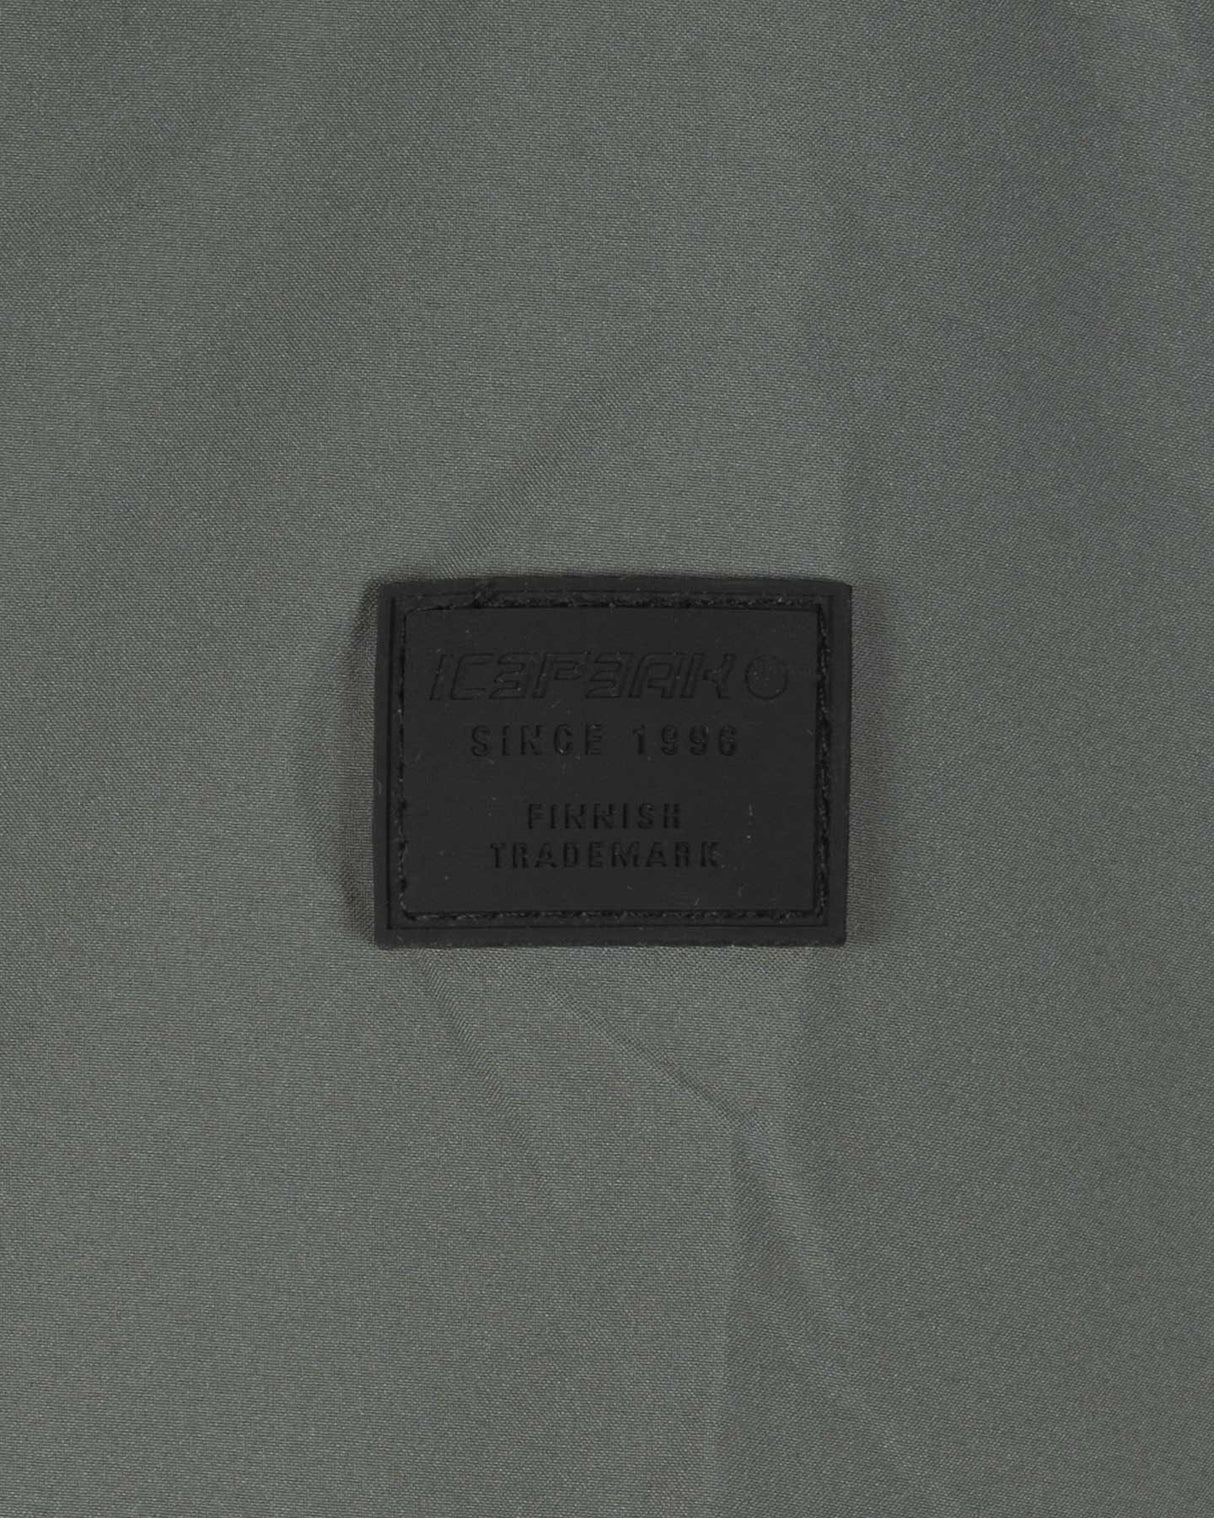 ICEPEAK
SINCE 1996
FINNISH
TRADEMARK